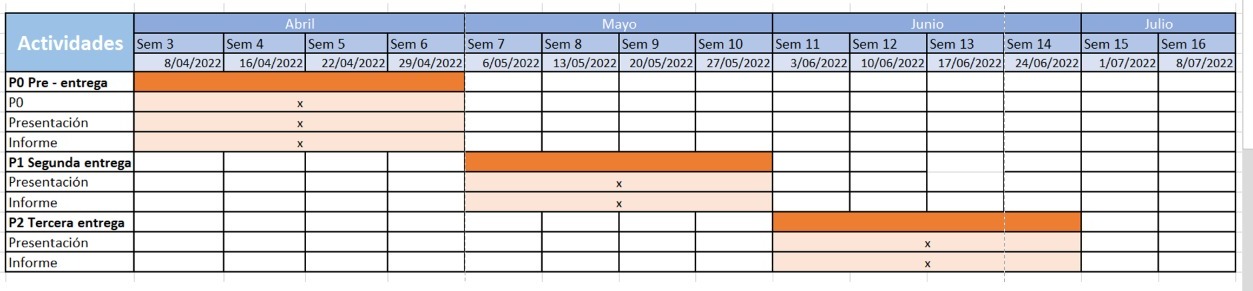 Actividades Abril Mayo Junio Julio
Sem 3 Sem 4 Sem 5 Sem 6 Sem 7 Sem 8 Sem 9 Sem 10 Sem 11 Sem 12 Sem 13 Sem 14 Sem 15 Sem 16
8/04/2022 16/04/2022 22/04/2022 29/04/2022 6/05/2022 13/05/2022 20/05/2022 27/05/2022 3/06/2022 10/06/2022 17/06/2022 24/06/2022 1/07/2022 8/07/2022
P0 Pre - entrega
P0 x
Presentación x
Informe x
P1 Segunda entrega
Presentación x
Informe x
P2 Tercera entrega
Presentación x
Informe x